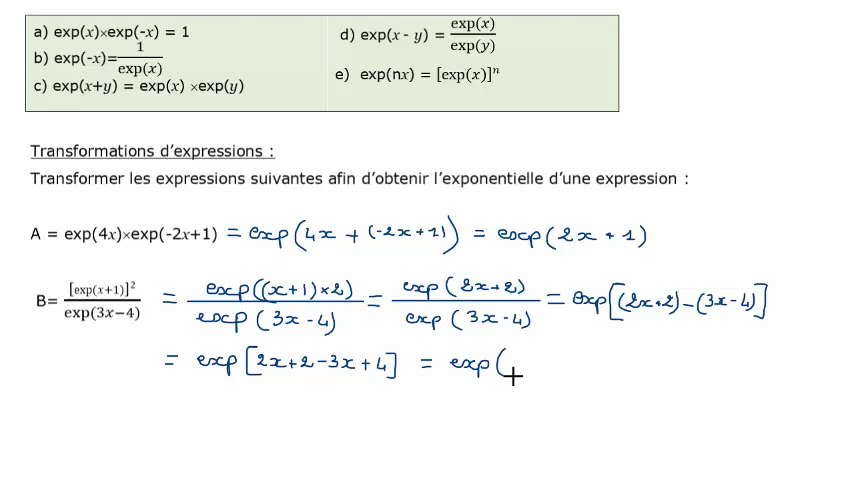 a) exp(x)×exp(-x) = 1
b) exp(-x)=1/exp(x)
c) exp(x+y) = exp(x) ×exp(y)
d) exp(x - y) = exp(x)/exp(y)
e) exp(nx) = [exp(x)]ⁿ
Transformations d'expressions :
Transformer les expressions suivantes afin d'obtenir l'exponentielle d'une expression :
A = exp(4x)×exp(-2x+1) = exp(4x + (-2x+1)) = exp(2x + 1)
B= [exp(x+1)]²/exp(3x−4) = exp((x+1)×2)/exp(3x-4) = exp(2x+2)/exp(3x-4) = exp[(2x+2)-(3x-4)]
= exp[2x+2-3x+4] = exp(